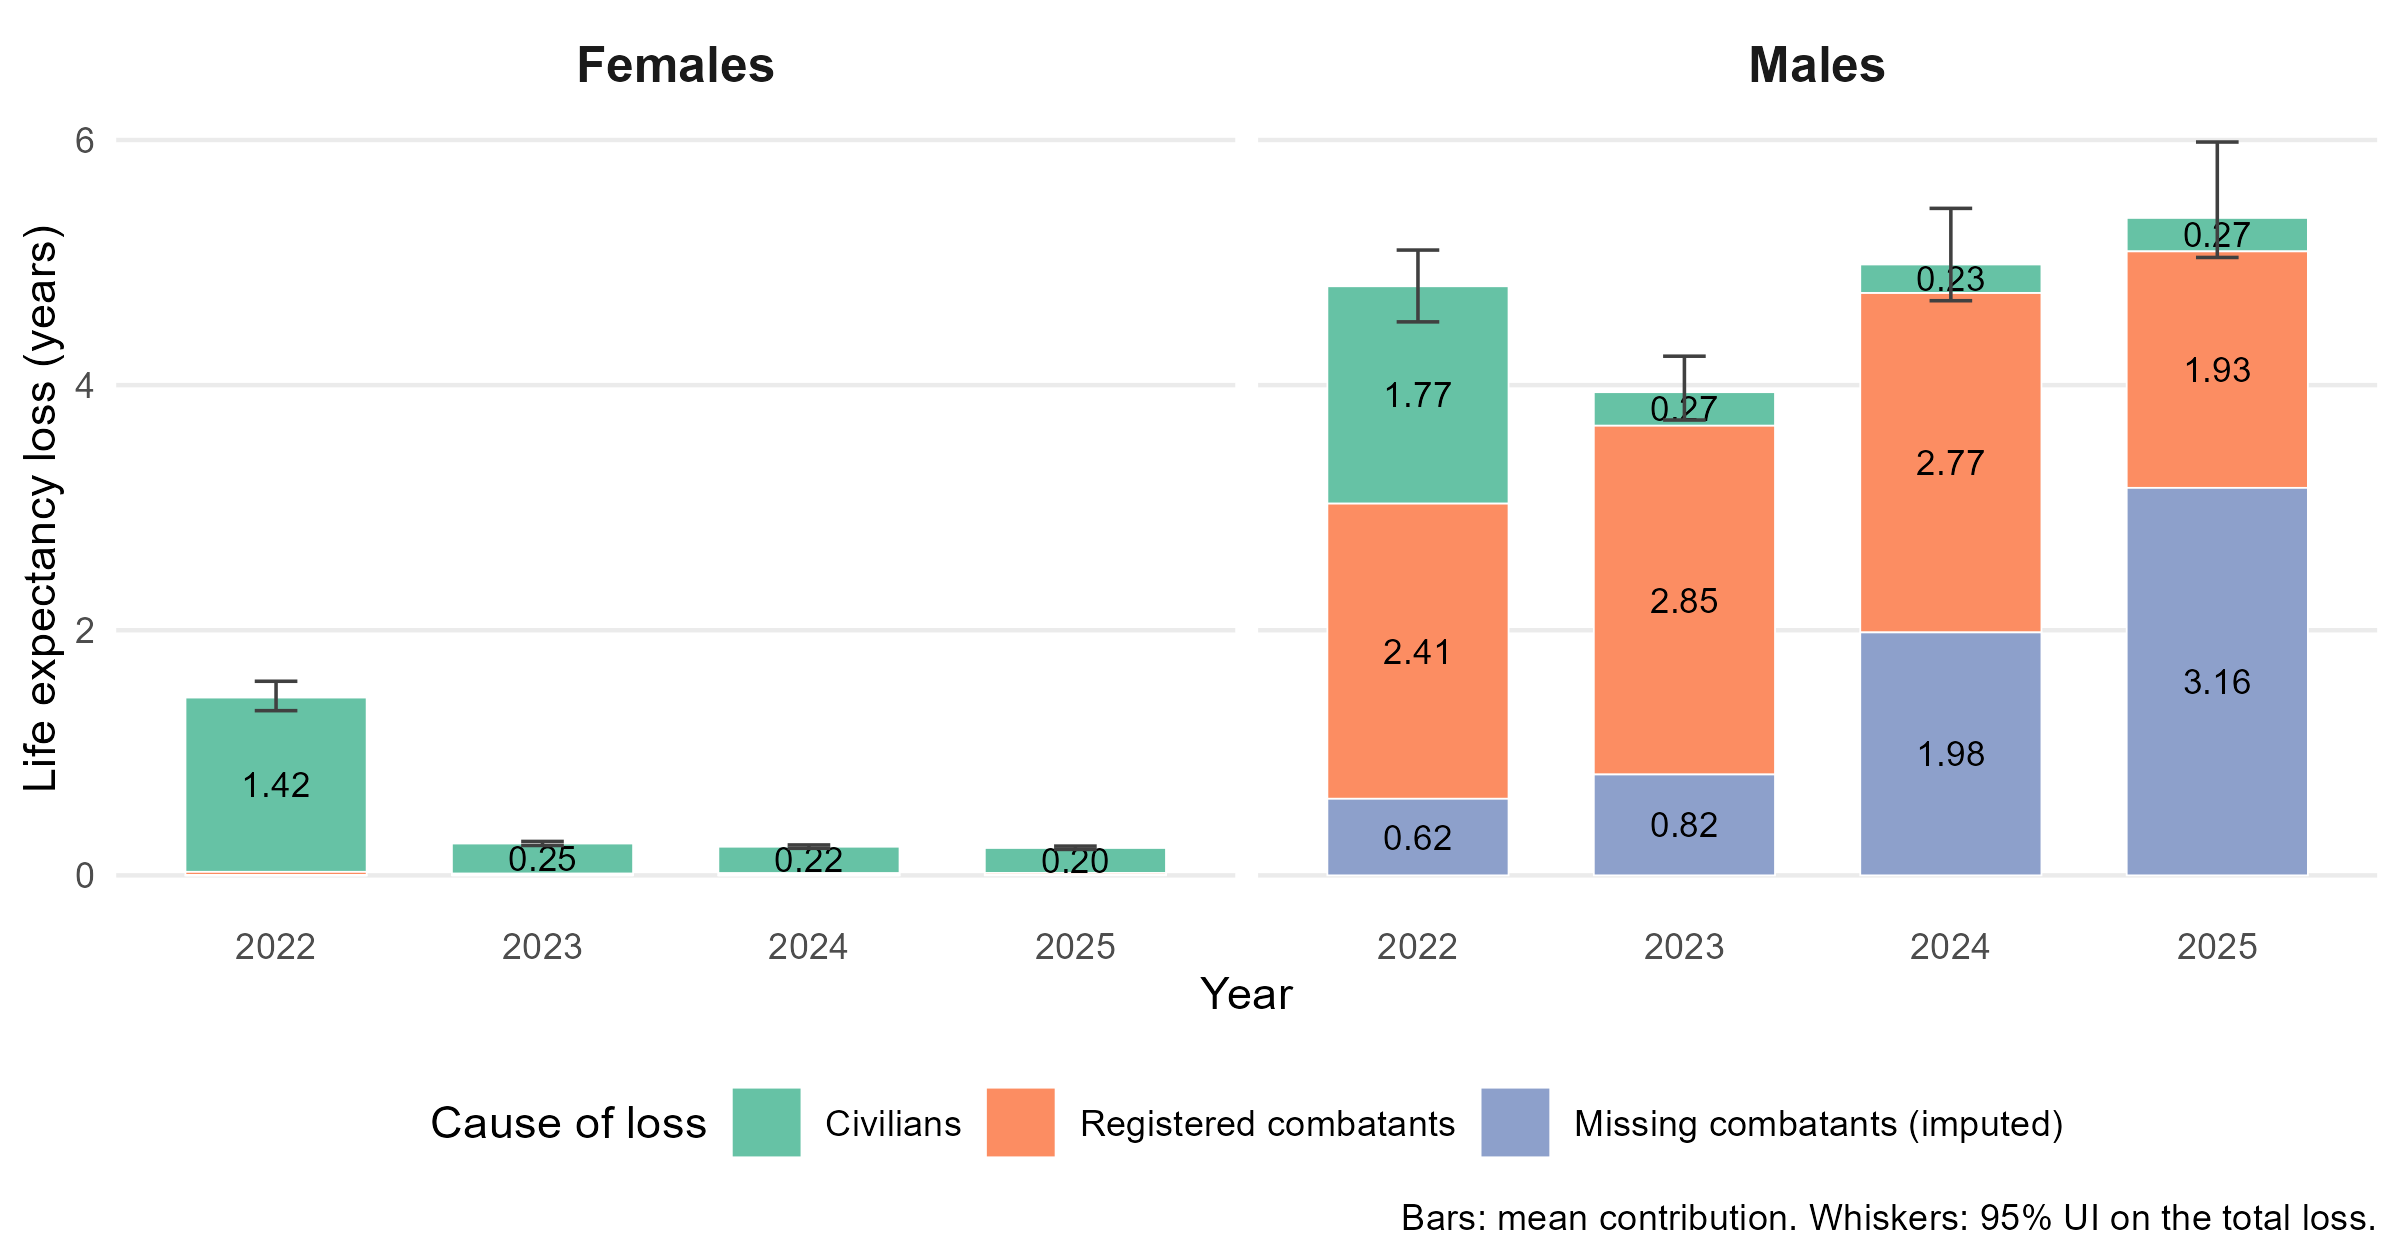 Females Males
Life expectancy loss (years)
6
4
2
0
1.42 0.25 0.22 0.20
1.77 2.41 0.62
0.27 2.85 0.82
0.23 2.77 1.98
0.27 1.93 3.16
2022 2023 2024 2025 2022 2023 2024 2025
Year
Cause of loss Civilians Registered combatants Missing combatants (imputed)
Bars: mean contribution. Whiskers: 95% UI on the total loss.